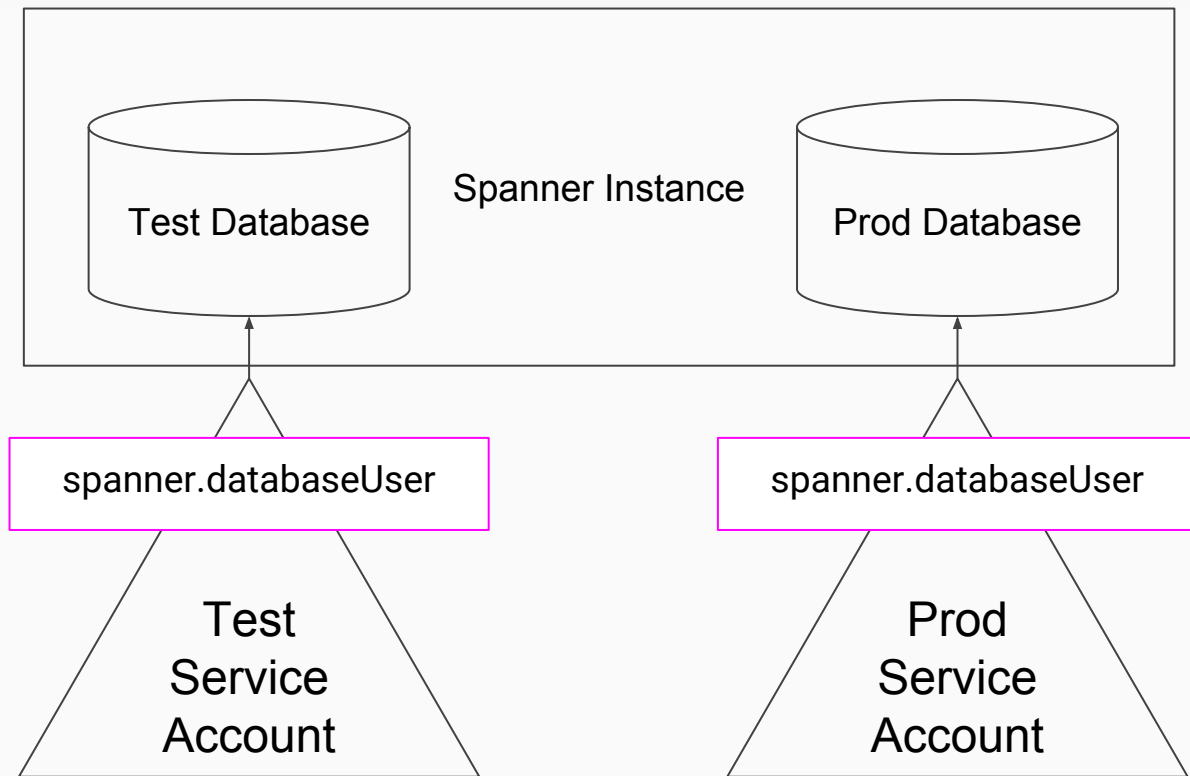 Spanner Instance
Test Database
Prod Database
spanner.databaseUser
spanner.databaseUser
Test
Service
Account
Prod
Service
Account